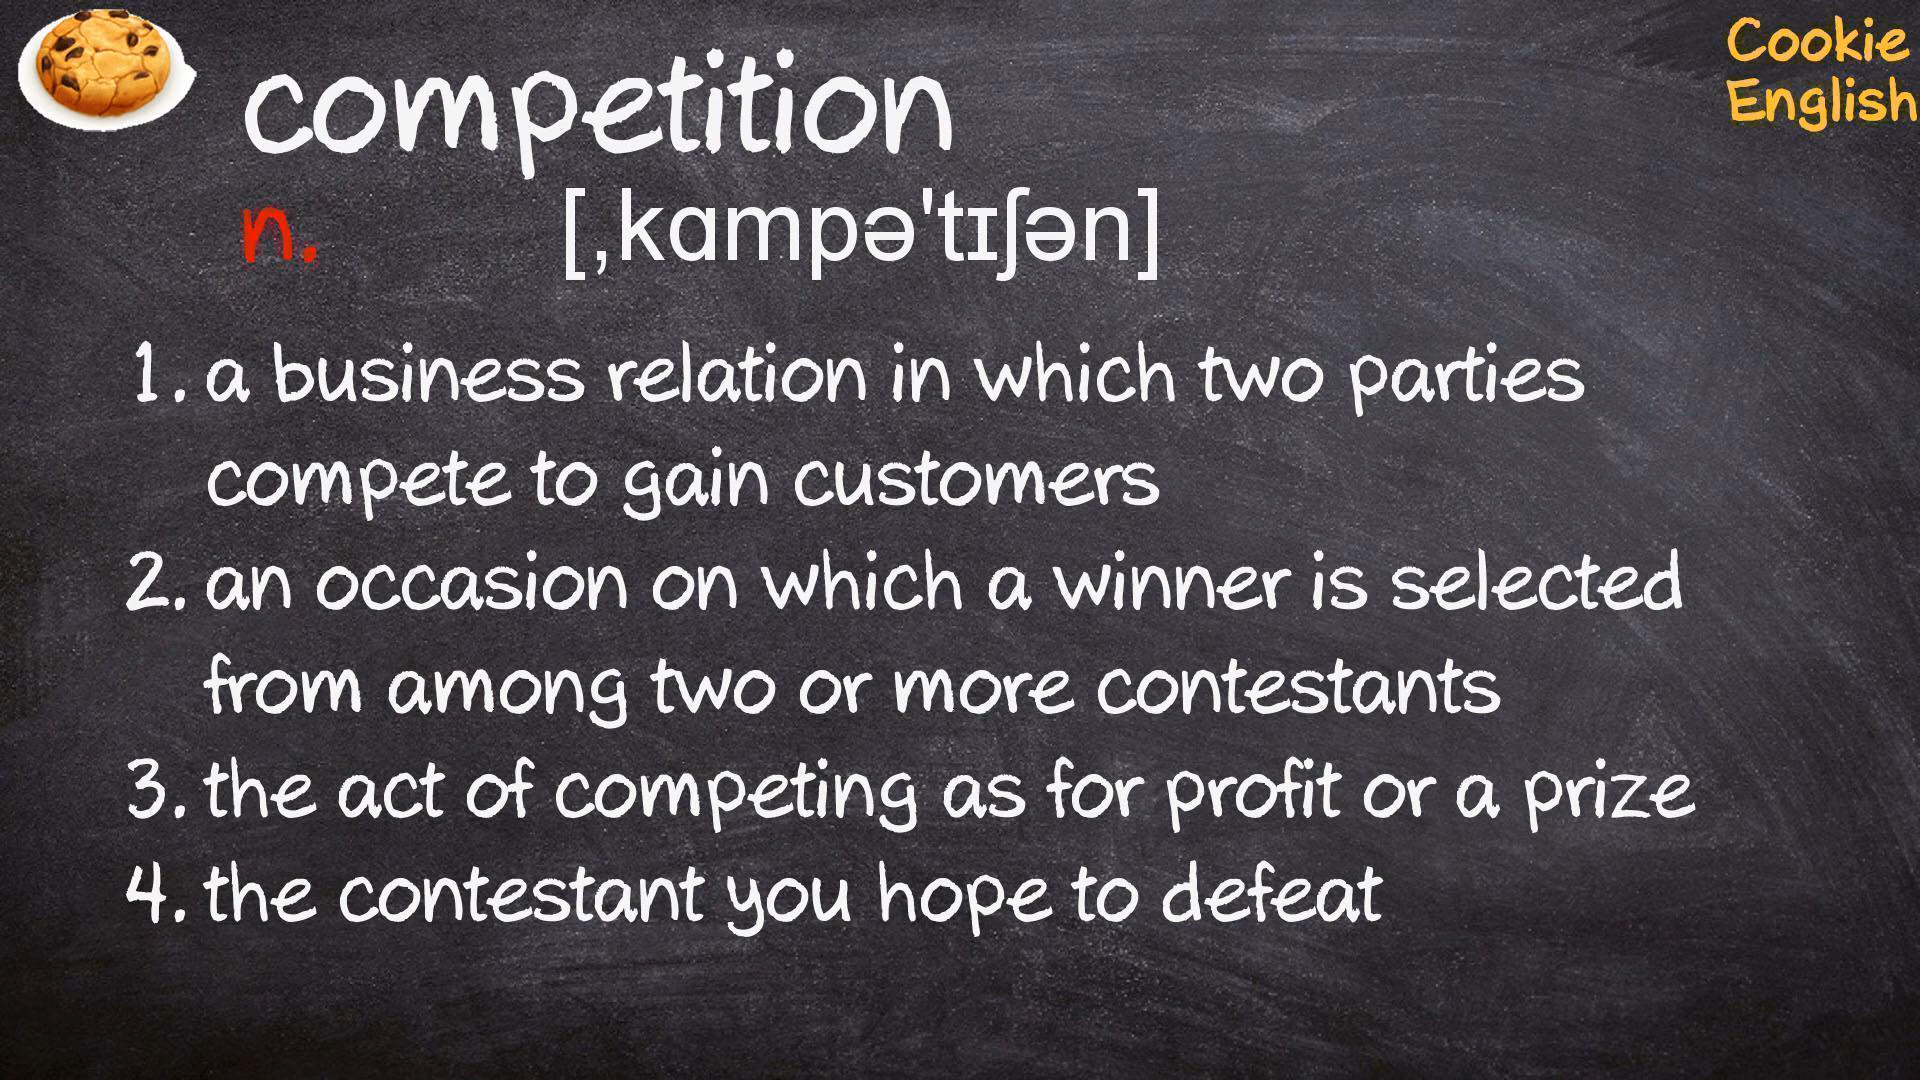 competition
Cookie
English
n. [ˌkɑmpə'tɪʃən]
1. a business relation in which two parties
compete to gain customers
2. an occasion on which a winner is selected
from among two or more contestants
3. the act of competing as for profit or a prize
4. the contestant you hope to defeat